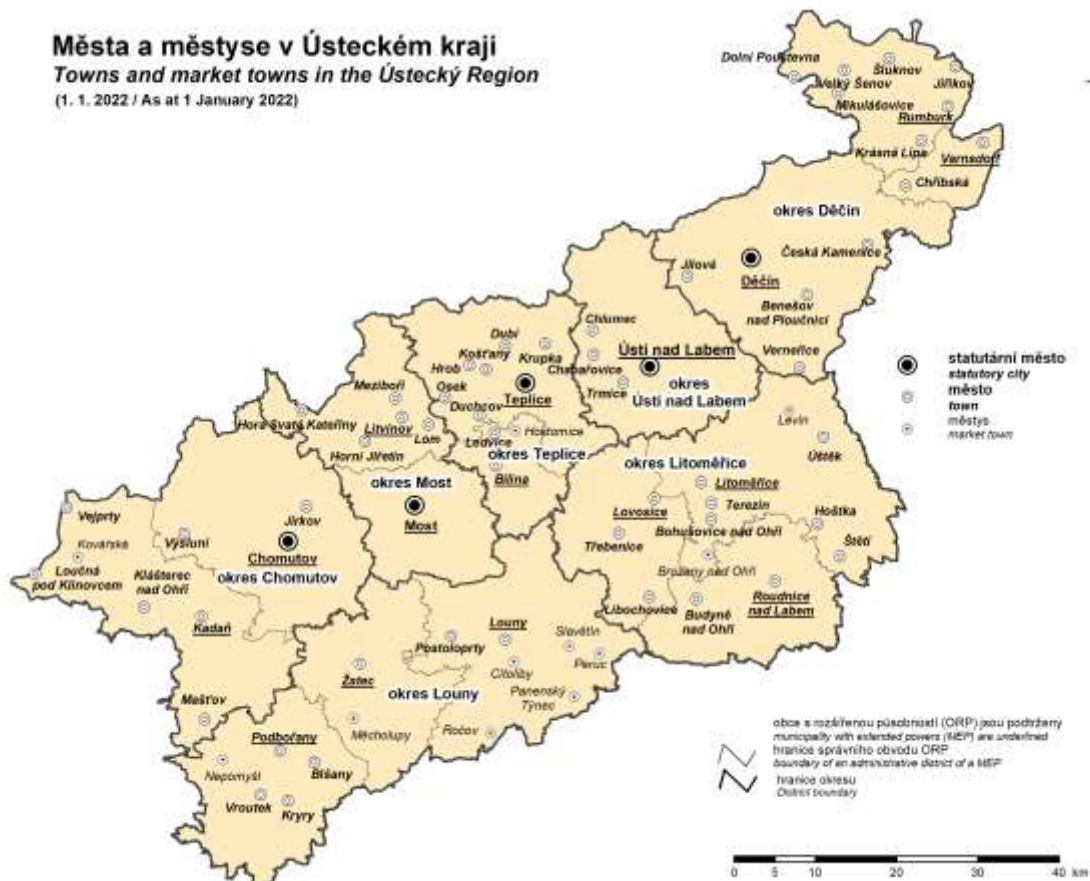 Města a městyse v Ústeckém kraji
Towns and market towns in the Ústecký Region
(1. 1. 2022 / As at 1 January 2022)
Dolní Poustevna
Šluknov
Velký Šenov
Jiříkov
Mikulášovice
Rumburk
Krásná Lípa
Varnsdorf
Chřibská
okres Děčín
Česká Kamenice
Jílové
Děčín
Benešov
nad Ploučnicí
Verneřice
Chlumec
Ústí nad Labem
Chabařovice
Trmice
okres
Ústí nad Labem
Dubí
Košťany
Krupka
Hrob
Osek
Teplice
Duchcov
Hostomice
Ledvice
okres Teplice
Bílina
Meziboří
Hora Svaté Kateřiny
Litvínov
Lom
Horní Jiřetín
okres Most
Most
statutární město
statutory city
město
town
městys
market town
Levín
Úštěk
okres Litoměřice
Litoměřice
Lovosice
Terezín
Bohušovice nad Ohří
Hoštka
Třebenice
Štětí
Brozany nad Ohří
Roudnice
nad Labem
Libochovice
Budyně
nad Ohří
Vejprty
Jirkov
Výsluní
Kovářská
Chomutov
Loučná
pod Klínovcem
Klášterec
nad Ohří
okres Chomutov
Kadaň
Mašťov
Louny
Postoloprty
Slavětín
Cítoliby
Peruc
Žatec
okres Louny
Panenský
Týnec
Měcholupy
Ročov
Podbořany
Nepomyšl
Blšany
Vroutek
Kryry
obce s rozšířenou působností (ORP) jsou podtrženy
municipality with extended powers (MEP) are underlined
hranice správního obvodu ORP
boundary of an administrative district of a MEP
hranice okresu
District boundary
0 5 10 20 30 40 km